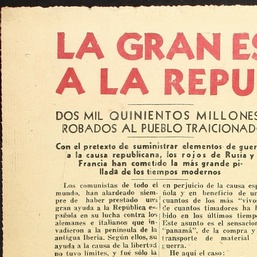 LA GRAN ES
A LA REPU
DOS MIL QUINIENTOS MILLONES
ROBADOS AL PUEBLO TRAICIONAD
Con el pretexto de suministrar elementos de guer
a la causa republicana, los rojos de Rusia y
Francia han cometido la más grande pi-
llada de los tiempos modernos
Los comunistas de todo el
mundo, han alardeado siem-
pre de haber prestado una
gran ayuda a la República es-
pañola en su lucha contra los
alemanes e italianos que in-
vadieron a la península de la
antigua Iberia. Según ellos, su
ayuda a la causa de la libertad
no tuvo límites, y fué sólo la
en perjuicio de la causa espa
ñola y en beneficio de un
de cuantos los más "vivo
de cuantos timadores ha h
bido en los últimos tiempo
Este asunto es el sensacion
"panamá", de la compra y
transporte de material
guerra.
He aquí el caso: